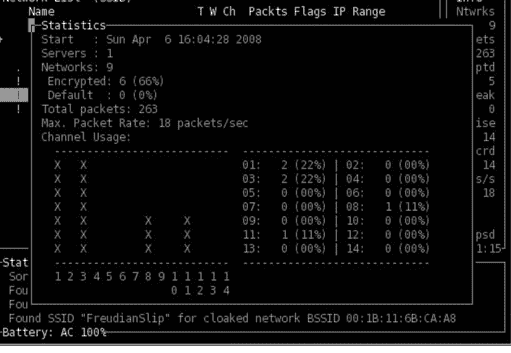 Name T W Ch Packts Flags IP Range
Ntwrks
9
Statistics
Start : Sun Apr 6 16:04:28 2008
Servers : 1
Networks: 9
Encrypted: 6 (66%)
Default : 0 (0%)
Total packets: 263
Max. Packet Rate: 18 packets/sec
Channel Usage:
ets
263
ptd
5
eak
0
ise
14
crd
14
s/s
18
psd
1:15
X X 01: 2 (22%) | 02: 0 (00%)
X X 03: 2 (22%) | 04: 0 (00%)
X X 05: 0 (00%) | 06: 0 (00%)
X X 07: 0 (00%) | 08: 1 (11%)
X X X X 09: 0 (00%) | 10: 0 (00%)
X X X X 11: 1 (11%) | 12: 0 (00%)
X X X X 13: 0 (00%) | 14: 0 (00%)
1 2 3 4 5 6 7 8 9 1 1 1 1 1
0 1 2 3 4
Stat
Sor
Fou
Fou
Found SSID "FreudianSlip" for cloaked network BSSID 00:1B:11:6B:CA:A8
Battery: AC 100%